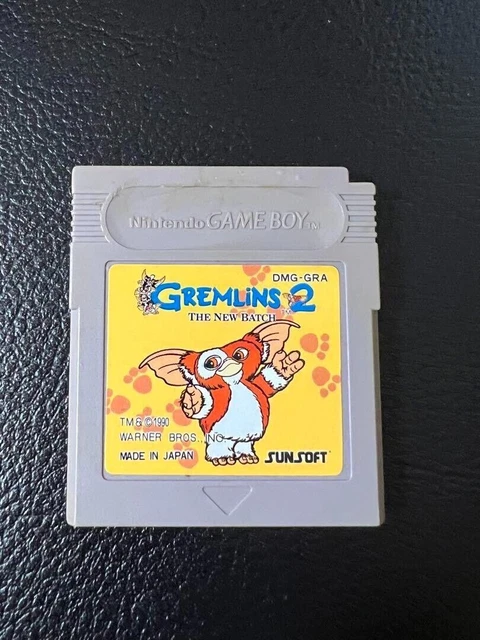 Nintendo GAME BOY TM
DMG-GRA
GREMLINS 2
THE NEW BATCH
TM & © 1990
WARNER BROS., INC.
MADE IN JAPAN
SUNSOFT